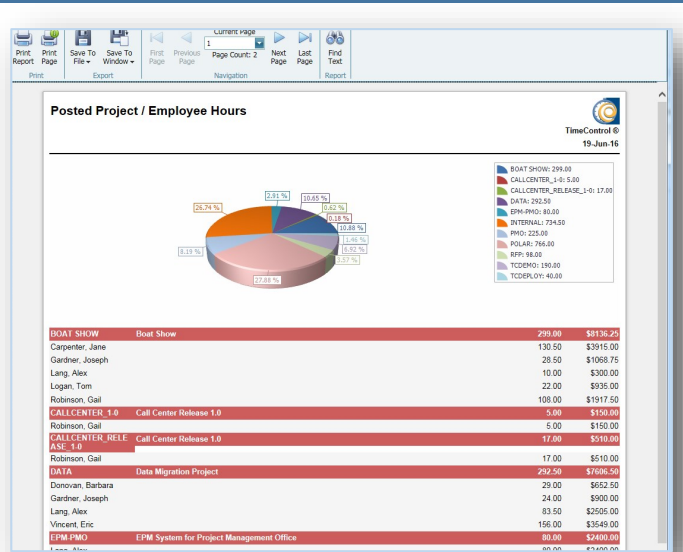 Current Page
1
Print Report
Print Page
Save To File
Save To Window
First Page
Previous Page
Page Count: 2
Next Page
Last Page
Find Text
Print
Export
Navigation
Report
Posted Project / Employee Hours
TimeControl ®
19-Jun-16
BOAT SHOW: 299.00
CALLCENTER_1-0: 5.00
CALLCENTER_RELEASE_1-0: 17.00
DATA: 292.50
EPM-PMO: 80.00
INTERNAL: 734.50
PMO: 225.00
POLAR: 766.00
RFP: 98.00
TCDEMO: 190.00
TCDEPLOY: 40.00
2.91 %
10.65 %
26.74 %
0.62 %
0.18 %
10.88 %
1.46 %
6.92 %
8.19 %
3.57 %
27.88 %
BOAT SHOW Boat Show 299.00 $8136.25
Carpenter, Jane 130.50 $3915.00
Gardner, Joseph 28.50 $1068.75
Lang, Alex 10.00 $300.00
Logan, Tom 22.00 $935.00
Robinson, Gail 108.00 $1917.50
CALLCENTER_1-0 Call Center Release 1.0 5.00 $150.00
Robinson, Gail 5.00 $150.00
CALLCENTER_RELE Call Center Release 1.0 17.00 $510.00
ASE_1-0
Robinson, Gail 17.00 $510.00
DATA Data Migration Project 292.50 $7606.50
Donovan, Barbara 29.00 $652.50
Gardner, Joseph 24.00 $900.00
Lang, Alex 83.50 $2505.00
Vincent, Eric 156.00 $3549.00
EPM-PMO EPM System for Project Management Office 80.00 $2400.00
Lang, Alex 80.00 $2400.00